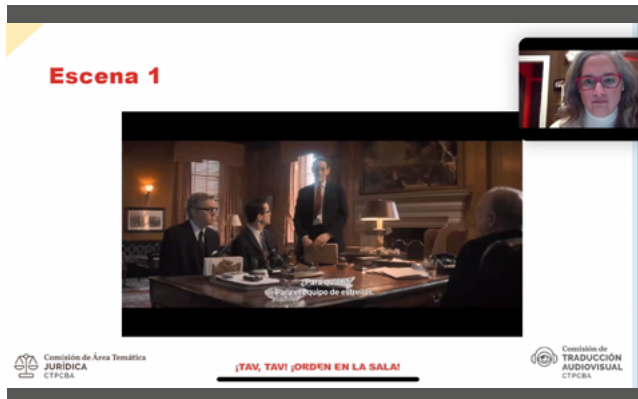 Escena 1
¿Para quién?
Para el equipo de estrellas.
Comisión de Área Temática
JURÍDICA
CTPCBA
¡TAV, TAV! ¡ORDEN EN LA SALA!
Comisión de
TRADUCCIÓN
AUDIOVISUAL
CTPCBA